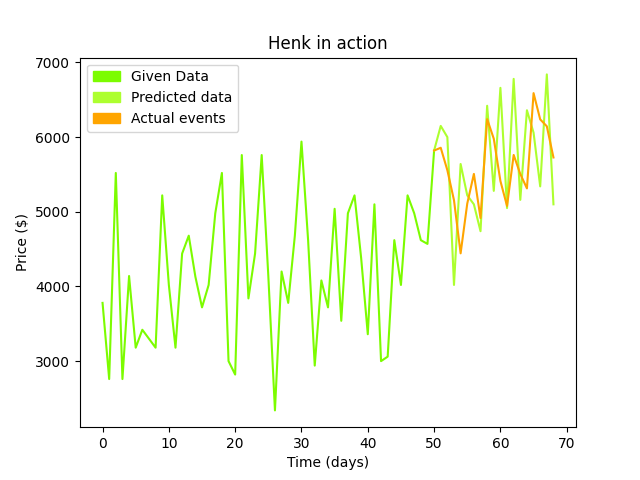 Henk in action
Given Data
Predicted data
Actual events
7000
6000
5000
4000
3000
Price ($)
0 10 20 30 40 50 60 70
Time (days)